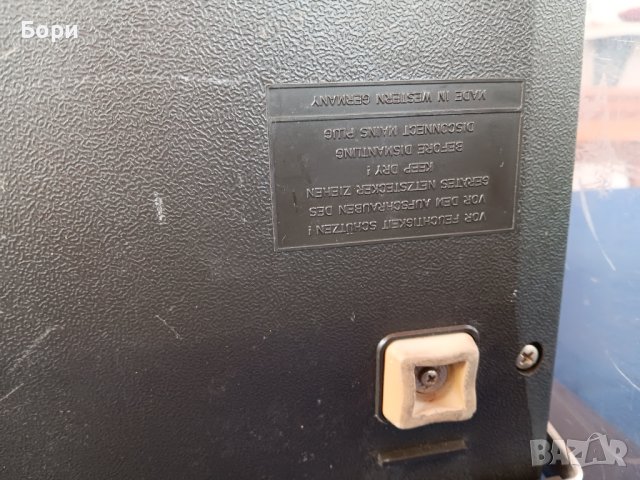 Бори
VOR FEUCHTIGKEIT SCHÜTZEN !
VOR DEM AUFSCHRAUBEN DES
GERÄTES NETZSTECKER ZIEHEN
KEEP DRY !
BEFORE DISMANTLING
DISCONNECT MAINS PLUG
MADE IN WESTERN GERMANY
BAZAR